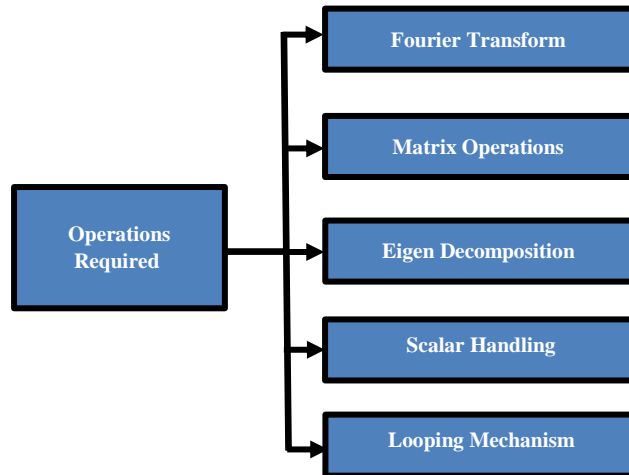 Fourier Transform
Matrix Operations
Operations
Required
Eigen Decomposition
Scalar Handling
Looping Mechanism